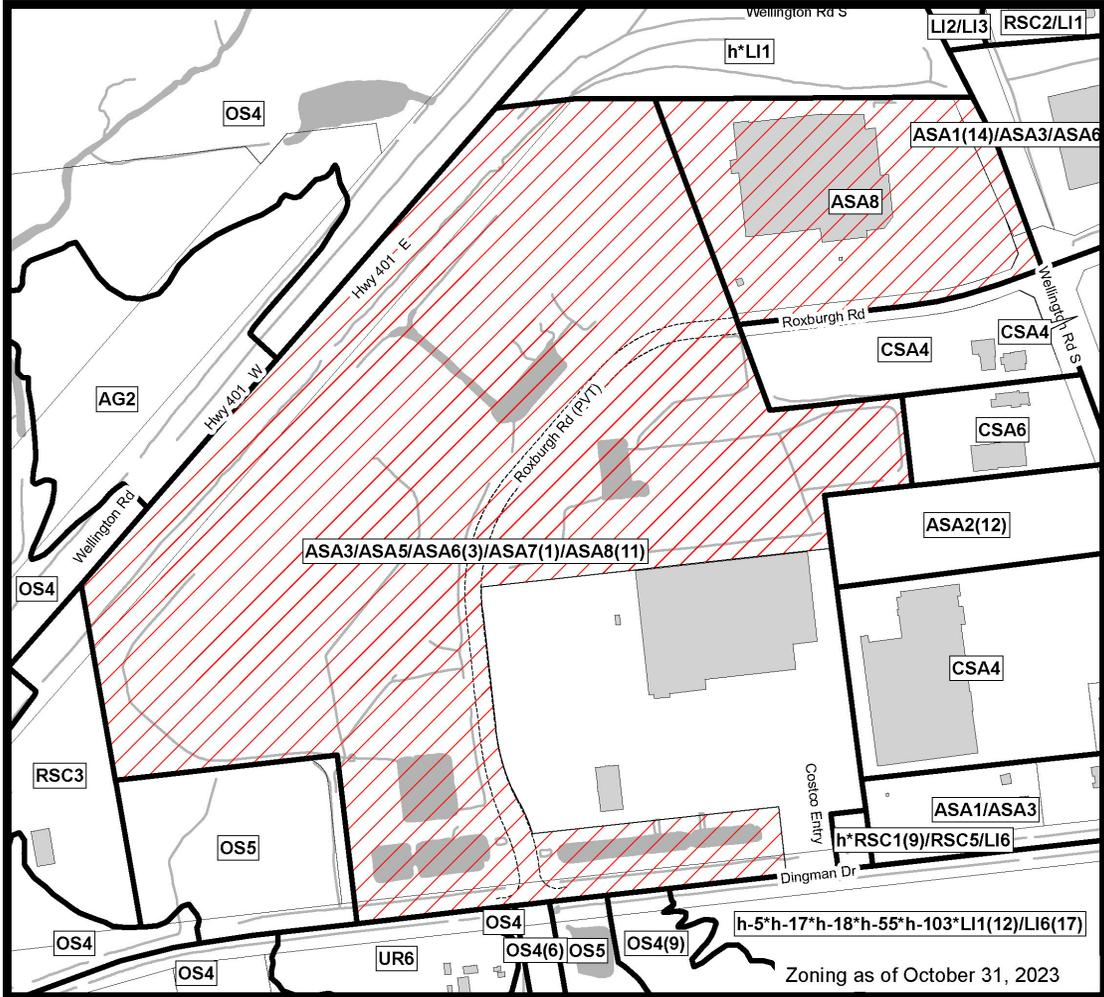 Wellington Rd S
LI2/LI3
RSC2/LI1
h*LI1
OS4
ASA1(14)/ASA3/ASA6
ASA8
Hwy 401 - E
Wellington Rd S
Roxburgh Rd
CSA4
CSA4
Hwy 401 - W
AG2
Roxburgh Rd (PVT)
CSA6
Wellington Rd
ASA2(12)
ASA3/ASA5/ASA6(3)/ASA7(1)/ASA8(11)
OS4
CSA4
RSC3
Costco Entry
ASA1/ASA3
h*RSC1(9)/RSC5/LI6
OS5
Dingman Dr
OS4
h-5*h-17*h-18*h-55*h-103*LI1(12)/LI6(17)
OS4
OS4(6)
OS5
OS4(9)
UR6
OS4
Zoning as of October 31, 2023